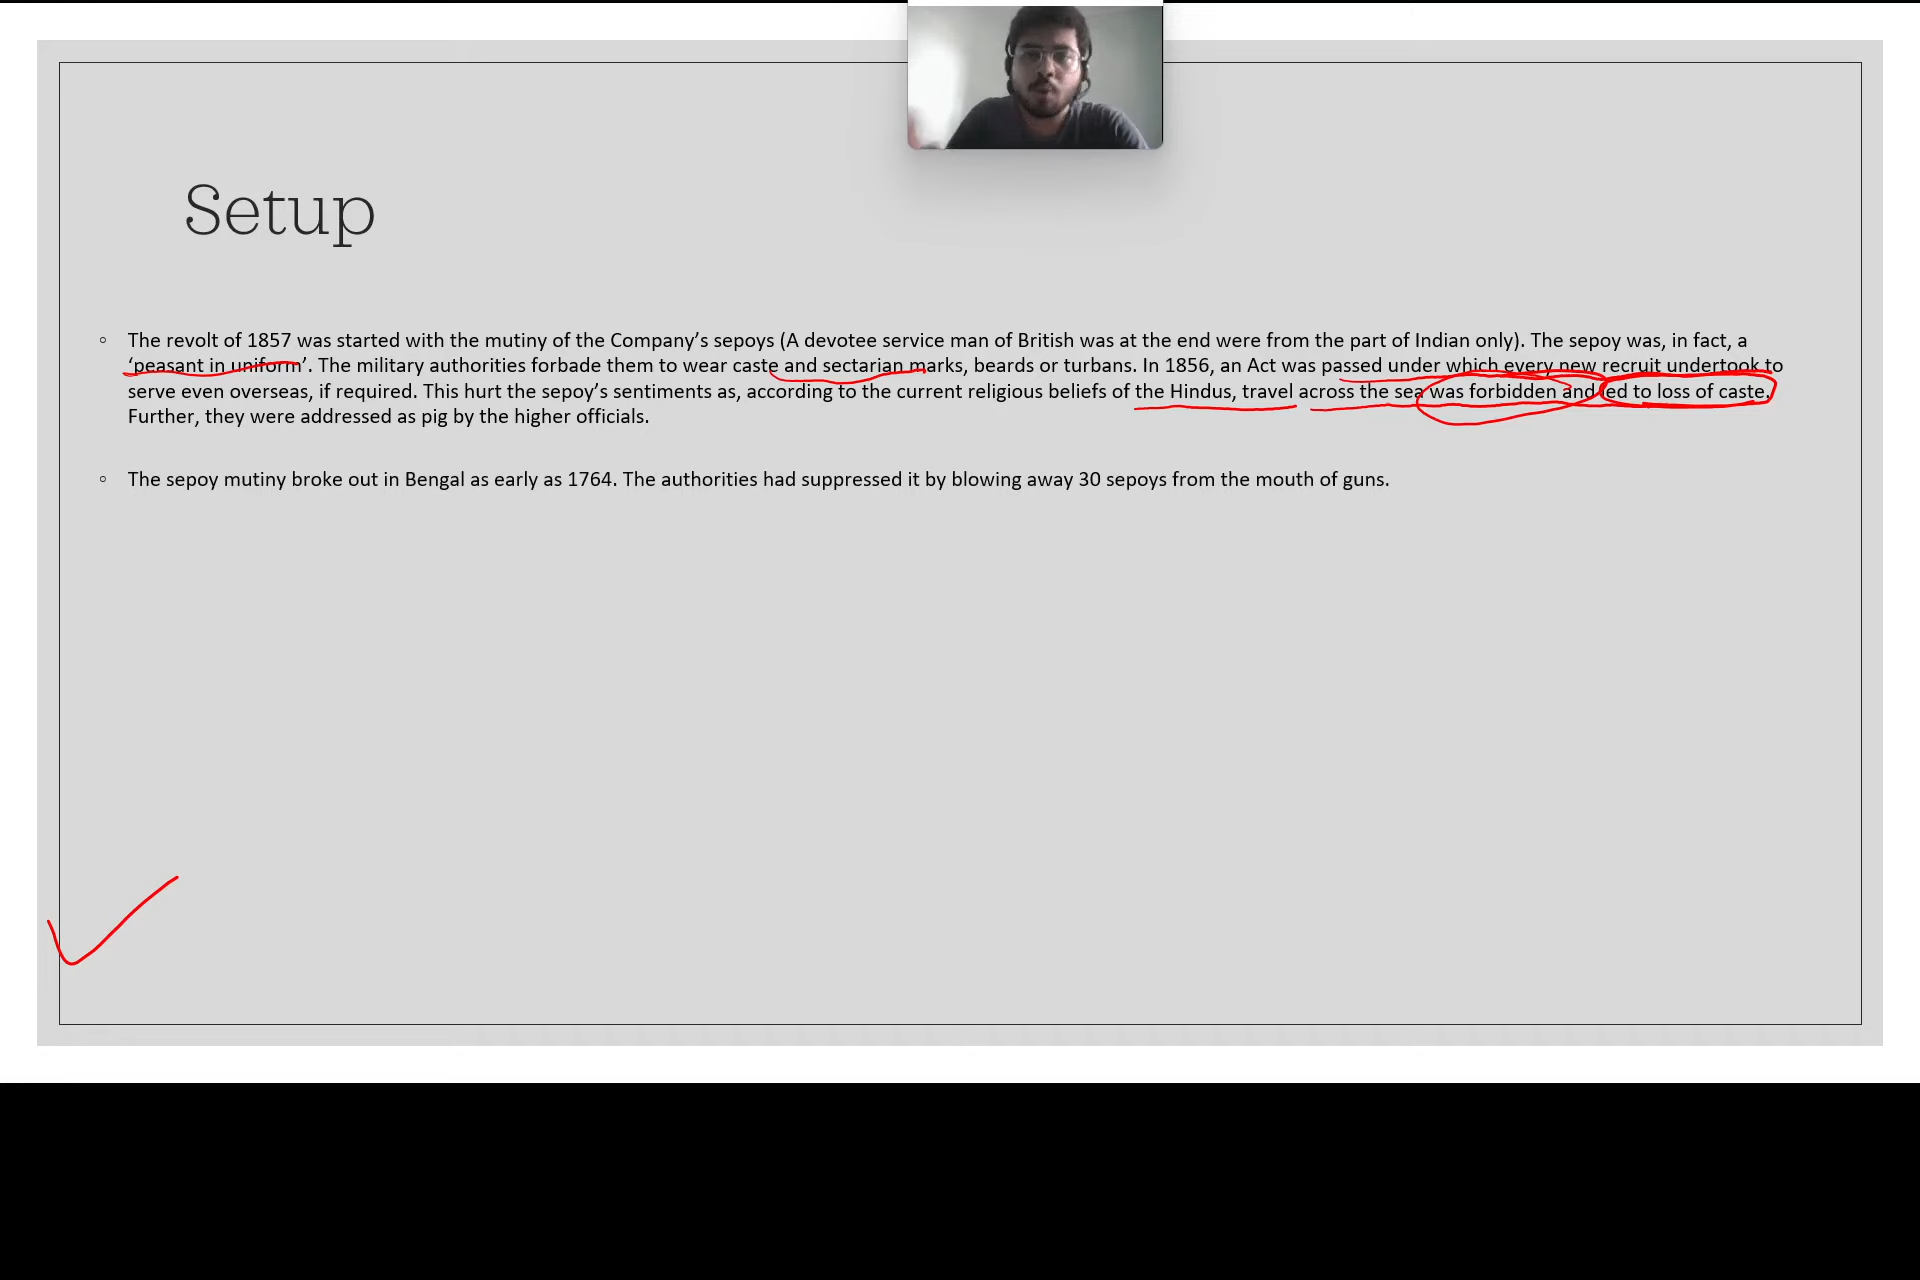 Setup
◦ The revolt of 1857 was started with the mutiny of the Company’s sepoys (A devotee service man of British was at the end were from the part of Indian only). The sepoy was, in fact, a
‘peasant in uniform’. The military authorities forbade them to wear caste and sectarian marks, beards or turbans. In 1856, an Act was passed under which every new recruit undertook to
serve even overseas, if required. This hurt the sepoy’s sentiments as, according to the current religious beliefs of the Hindus, travel across the sea was forbidden and led to loss of caste.
Further, they were addressed as pig by the higher officials.
◦ The sepoy mutiny broke out in Bengal as early as 1764. The authorities had suppressed it by blowing away 30 sepoys from the mouth of guns.